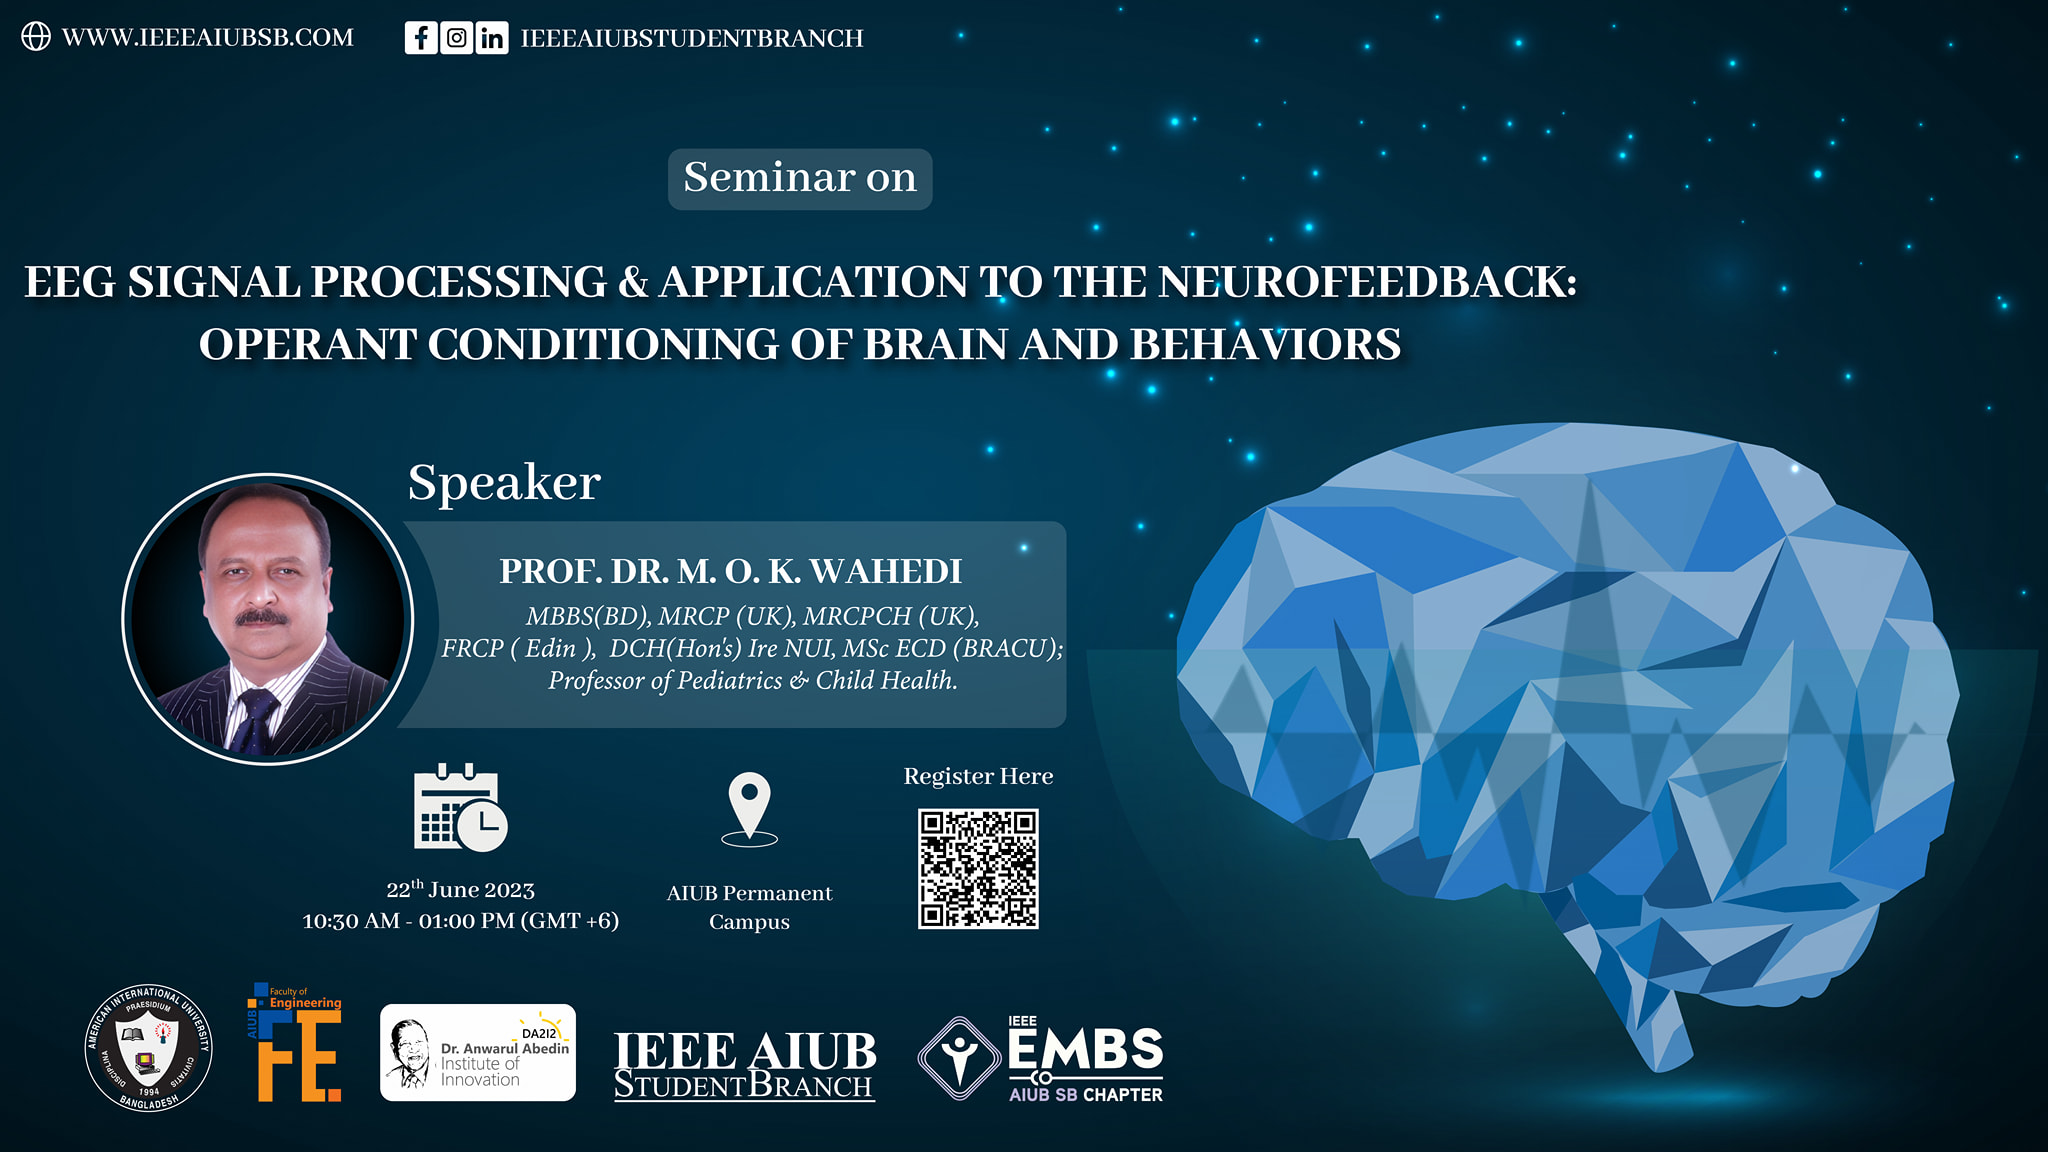 WWW.IEEEAIUBSB.COM
IEEEAIUBSTUDENTBRANCH
Seminar on
EEG SIGNAL PROCESSING & APPLICATION TO THE NEUROFEEDBACK:
OPERANT CONDITIONING OF BRAIN AND BEHAVIORS
Speaker
PROF. DR. M. O. K. WAHEDI
MBBS(BD), MRCP (UK), MRCPCH (UK),
FRCP ( Edin ), DCH(Hon's) Ire NUI, MSc ECD (BRACU);
Professor of Pediatrics & Child Health.
22th June 2023
10:30 AM - 01:00 PM (GMT +6)
AIUB Permanent
Campus
Register Here
AMERICAN INTERNATIONAL UNIVERSITY
PRAESIDIUM
DISCIPLINA
CIVITATIS
1994
BANGLADESH
Faculty of
Engineering
AIUB
FE.
DA2I2
Dr. Anwarul Abedin
Institute of
Innovation
IEEE AIUB
STUDENTBRANCH
IEEE
EMBS
AIUB SB CHAPTER